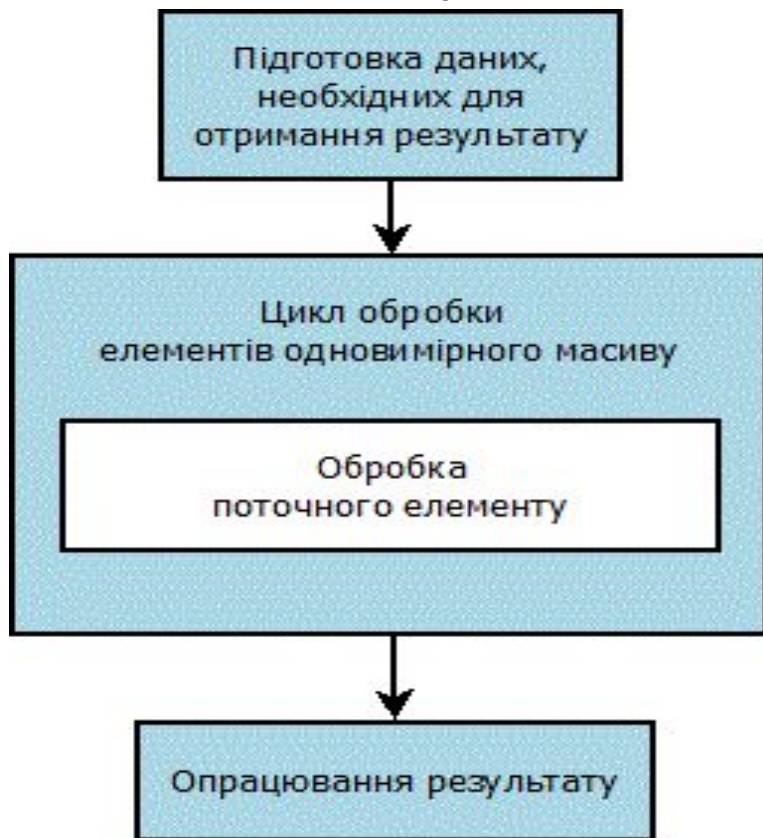 Підготовка даних,
необхідних для
отримання результату
Цикл обробки
елементів одновимірного масиву
Обробка
поточного елементу
Опрацювання результату